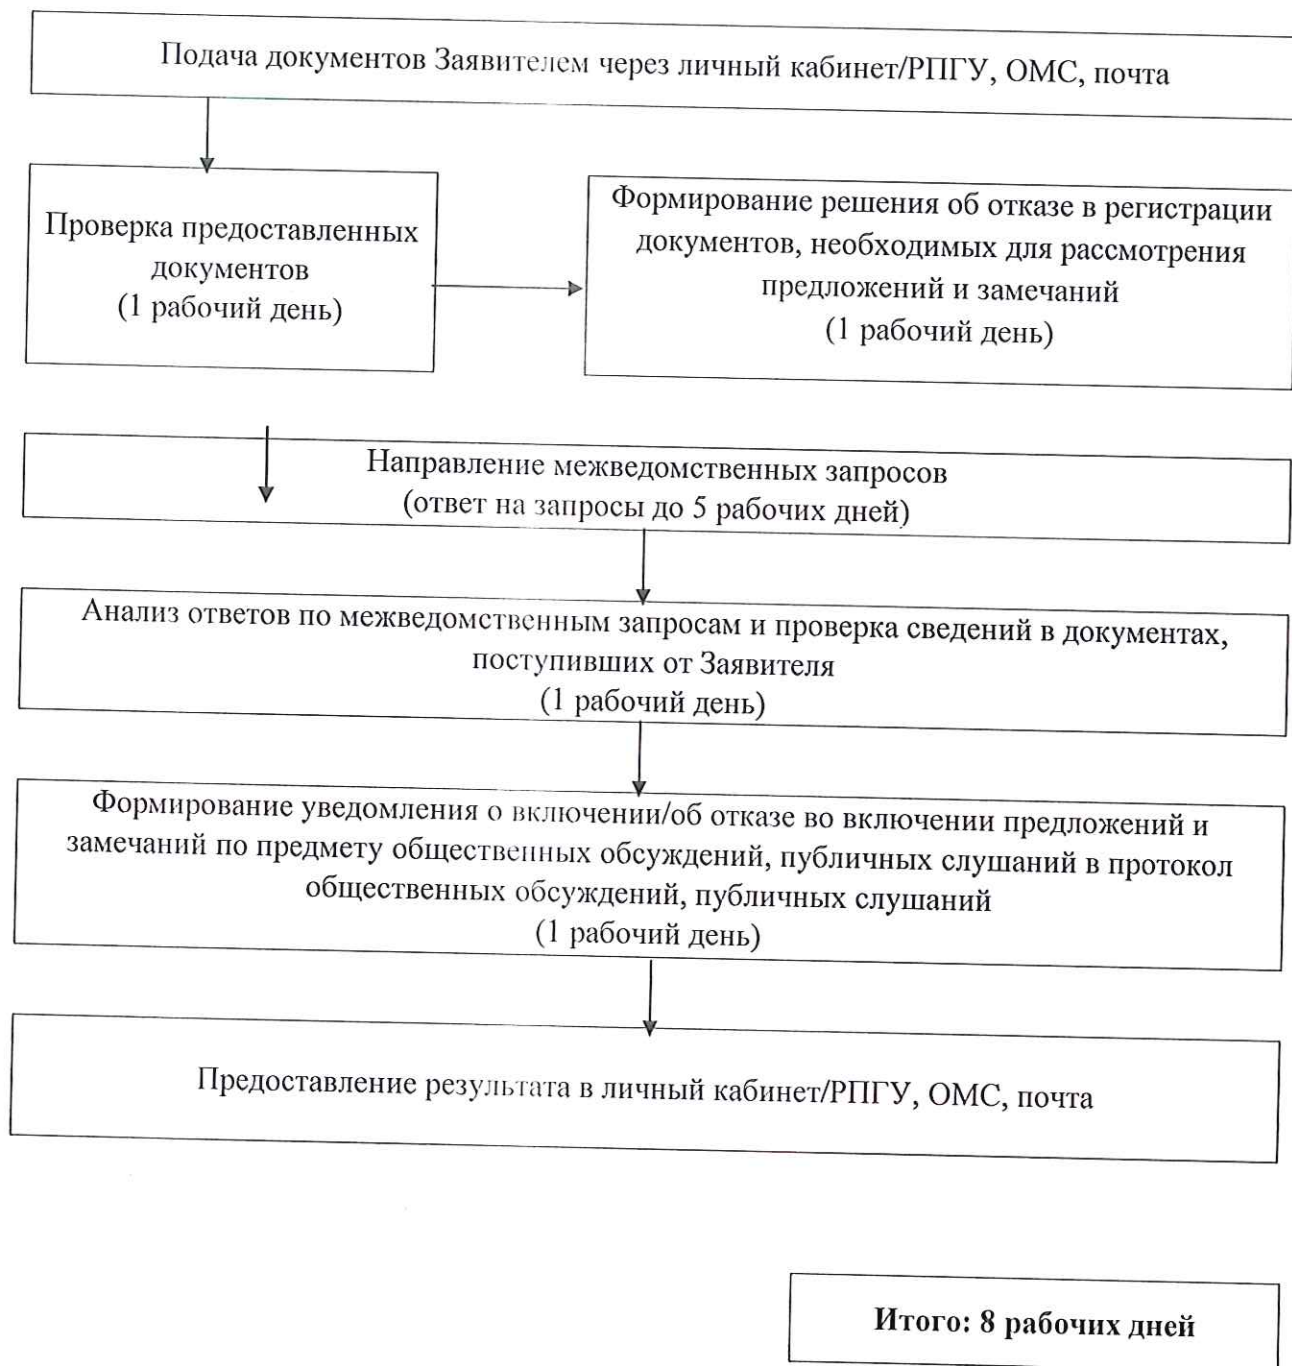 Подача документов Заявителем через личный кабинет/РПГУ, ОМС, почта
Проверка предоставленных
документов
(1 рабочий день)
Формирование решения об отказе в регистрации
документов, необходимых для рассмотрения
предложений и замечаний
(1 рабочий день)
Направление межведомственных запросов
(ответ на запросы до 5 рабочих дней)
Анализ ответов по межведомственным запросам и проверка сведений в документах,
поступивших от Заявителя
(1 рабочий день)
Формирование уведомления о включении/об отказе во включении предложений и
замечаний по предмету общественных обсуждений, публичных слушаний в протокол
общественных обсуждений, публичных слушаний
(1 рабочий день)
Предоставление результата в личный кабинет/РПГУ, ОМС, почта
Итого: 8 рабочих дней